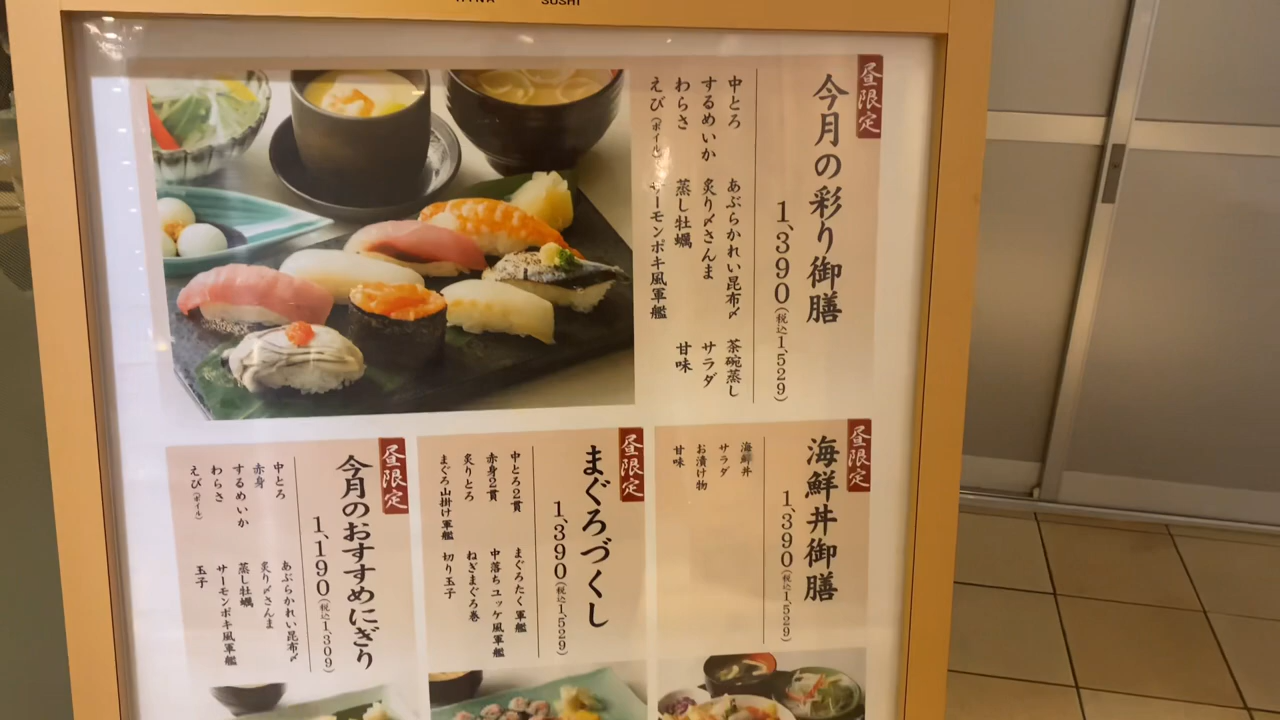 SUSHI
昼限定
今月の彩り御膳
1,390(税込1,529)
中とろ あぶらかれい昆布〆 茶碗蒸し
するめいか 炙り〆さんま サラダ
わらさ 蒸し牡蠣 甘味
えび(ボイル) サーモンポキ風軍艦
昼限定
海鮮丼御膳
1,390(税込1,529)
海鮮丼
サラダ
お漬け物
甘味
昼限定
まぐろづくし
1,390(税込1,529)
中とろ2貫 まぐろたく軍艦
赤身2貫 中落ちユッケ風軍艦
炙りとろ ねぎまぐろ巻
まぐろ山掛け軍艦 切り玉子
昼限定
今月のおすすめにぎり
1,190(税込1,309)
中とろ あぶらかれい昆布〆
赤身 炙り〆さんま
するめいか 蒸し牡蠣
わらさ サーモンポキ風軍艦
えび(ボイル) 玉子